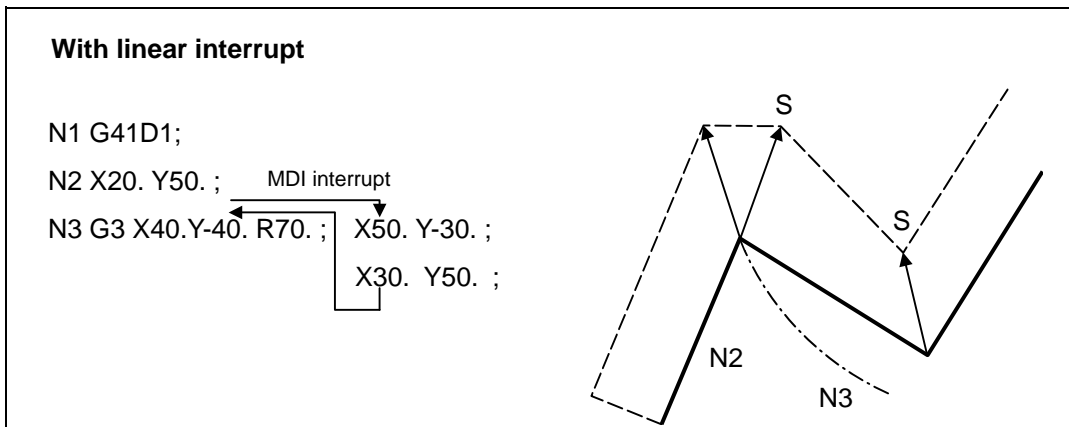 With linear interrupt
N1 G41D1;
N2 X20. Y50. ;
MDI interrupt
N3 G3 X40.Y-40. R70. ;
X50. Y-30. ;
X30. Y50. ;
S
S
N2
N3